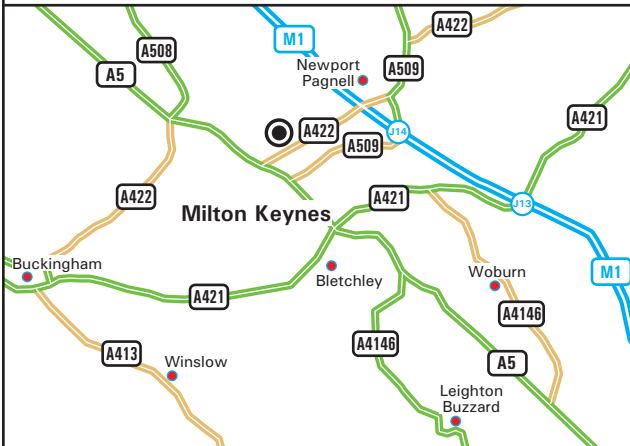 A422
A508
M1
A5
Newport
Pagnell
A509
A421
A422
J14
A509
A422
A421
J13
Milton Keynes
Buckingham
Bletchley
Woburn
M1
A421
A4146
A4146
A413
Winslow
A5
Leighton
Buzzard